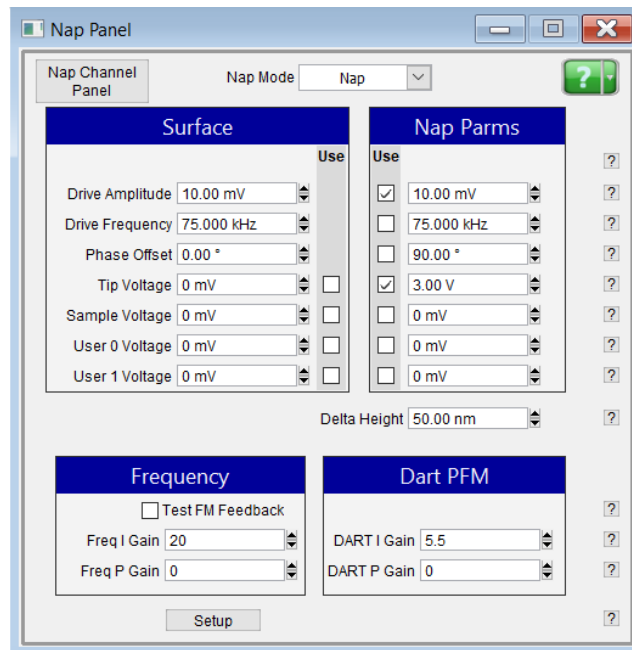 Nap Panel
Nap Channel
Panel
Nap Mode Nap
?
Surface Nap Parms
Use Use ?
Drive Amplitude 10.00 mV 10.00 mV ?
Drive Frequency 75.000 kHz 75.000 kHz ?
Phase Offset 0.00 ° 90.00 ° ?
Tip Voltage 0 mV 3.00 V ?
Sample Voltage 0 mV 0 mV ?
User 0 Voltage 0 mV 0 mV ?
User 1 Voltage 0 mV 0 mV ?
Delta Height 50.00 nm ?
Frequency Dart PFM
Test FM Feedback ?
Freq I Gain 20 DART I Gain 5.5 ?
Freq P Gain 0 DART P Gain 0 ?
Setup ?